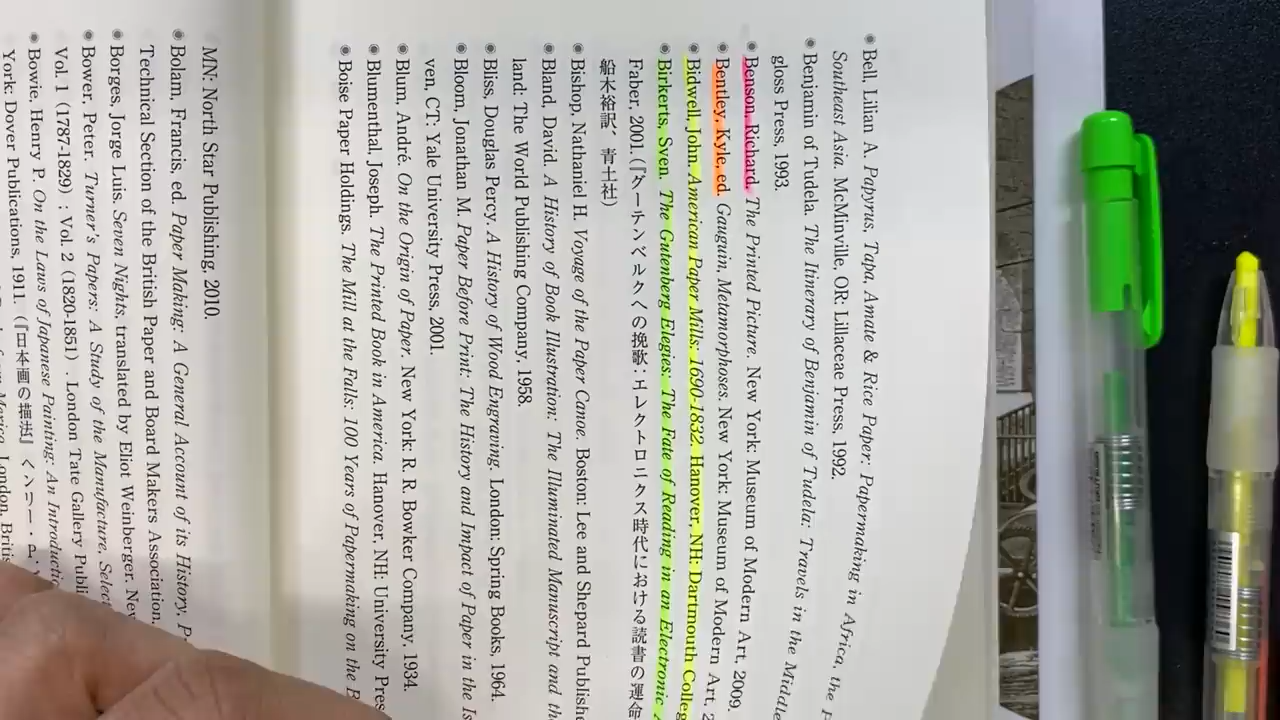 ● Bell, Lilian A. Papyrus, Tapa, Amate & Rice Paper: Papermaking in Africa, the
Southeast Asia. McMinville, OR: Lillaceae Press, 1992.
● Benjamin of Tudela. The Itinerary of Benjamin of Tudela: Travels in the Middle
gloss Press, 1993.
● Benson, Richard. The Printed Picture. New York: Museum of Modern Art, 2009.
● Bentley, Kyle, ed. Gauguin, Metamorphoses. New York: Museum of Modern Art, 2
● Bidwell, John. American Paper Mills: 1690-1832. Hanover, NH: Dartmouth Colleg
● Birkerts, Sven. The Gutenberg Elegies: The Fate of Reading in an Electronic
Faber, 2001.(『グーテンベルクへの挽歌：エレクトロニクス時代における読書の運命
船木裕訳、青土社)
● Bishop, Nathaniel H. Voyage of the Paper Canoe. Boston: Lee and Shepard Publishe
● Bland, David. A History of Book Illustration: The Illuminated Manuscript and the
land: The World Publishing Company, 1958.
● Bliss, Douglas Percy. A History of Wood Engraving. London: Spring Books, 1964.
● Bloom, Jonathan M. Paper Before Print: The History and Impact of Paper in the Is
ven, CT: Yale University Press, 2001.
● Blum, André. On the Origin of Paper. New York: R. R. Bowker Company, 1934.
● Blumenthal, Joseph. The Printed Book in America. Hanover, NH: University Pres
● Boise Paper Holdings. The Mill at the Falls: 100 Years of Papermaking on the
MN: North Star Publishing, 2010.
● Bolam, Francis, ed. Paper Making: A General Account of its History, P
Technical Section of the British Paper and Board Makers Association,
● Borges, Jorge Luis. Seven Nights, translated by Eliot Weinberger. New
● Bower, Peter. Turner's Papers: A Study of the Manufacture, Select
Vol. 1 (1787-1829) ; Vol. 2 (1820-1851) . London Tate Gallery Publi
● Bowie, Henry P. On the Laws of Japanese Painting: An Introductio
York: Dover Publications, 1911.(『日本画の描法』 〈ンリー・P.
London, Britis